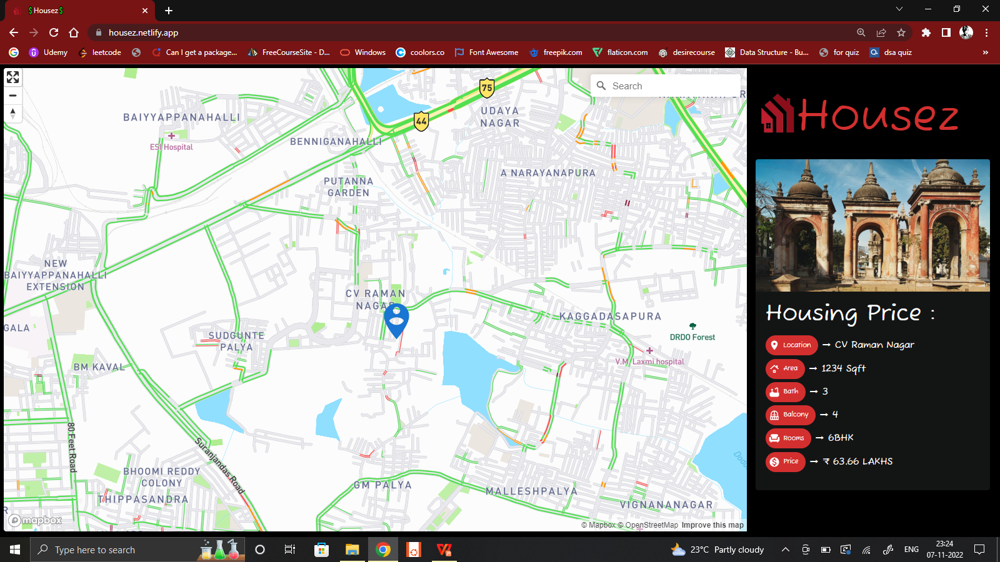 $Housez$
housez.netlify.app
Udemy
leetcode
Can I get a package...
FreeCourseSite - D...
Windows
coolors.co
Font Awesome
freepik.com
flaticon.com
desirecourse
Data Structure - Bu...
for quiz
dsa quiz
»
Search
75
44
BAIYYAPPANAHALLI
ESI Hospital
BENNIGANAHALLI
UDAYA
NAGAR
A NARAYANAPURA
PUTANNA
GARDEN
NEW
BAIYYAPPANAHALLI
EXTENSION
CV RAMAN
NAGAR
KAGGADASAPURA
GALA
SUDGUNTE
PALYA
DRDO Forest
V.M. Laxmi hospital
BM KAVAL
80 Feet Road
Suranjandas Road
BHOOMI REDDY
COLONY
THIPPASANDRA
GM PALYA
MALLESHPALYA
VIGNANANAGAR
mapbox
© Mapbox © OpenStreetMap Improve this map
Housez
Housing Price :
Location → CV Raman Nagar
Area → 1234 Sqft
Bath → 3
Balcony → 4
Rooms → 6BHK
Price → ₹ 63.66 LAKHS
Type here to search
23°C Partly cloudy
ENG
23:24
07-11-2022